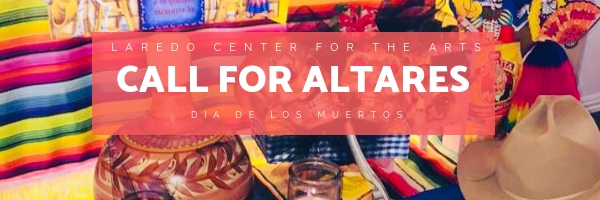 LAREDO CENTER FOR THE ARTS
CALL FOR ALTARES
DIA DE LOS MUERTOS